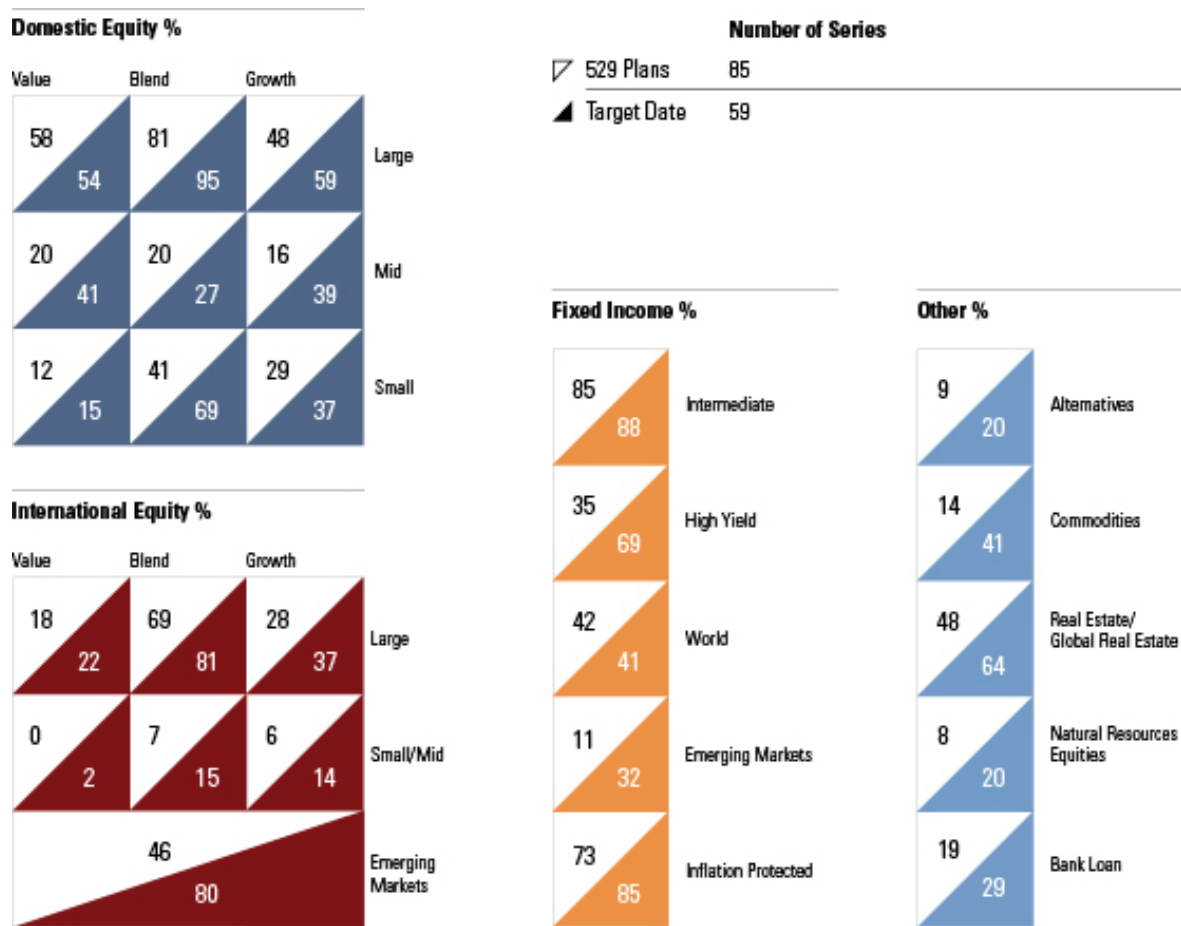 Domestic Equity %
Value Blend Growth
58 81 48
54 95 59
Large
20 20 16
41 27 39
Mid
12 41 29
15 69 37
Small
International Equity %
Value Blend Growth
18 69 28
22 81 37
Large
0 7 6
2 15 14
Small/Mid
46
80
Emerging
Markets
Number of Series
529 Plans 85
Target Date 59
Fixed Income %
85
88
Intermediate
35
69
High Yield
42
41
World
11
32
Emerging Markets
73
85
Inflation Protected
Other %
9
20
Alternatives
14
41
Commodities
48
64
Real Estate/
Global Real Estate
8
20
Natural Resources
Equities
19
29
Bank Loan